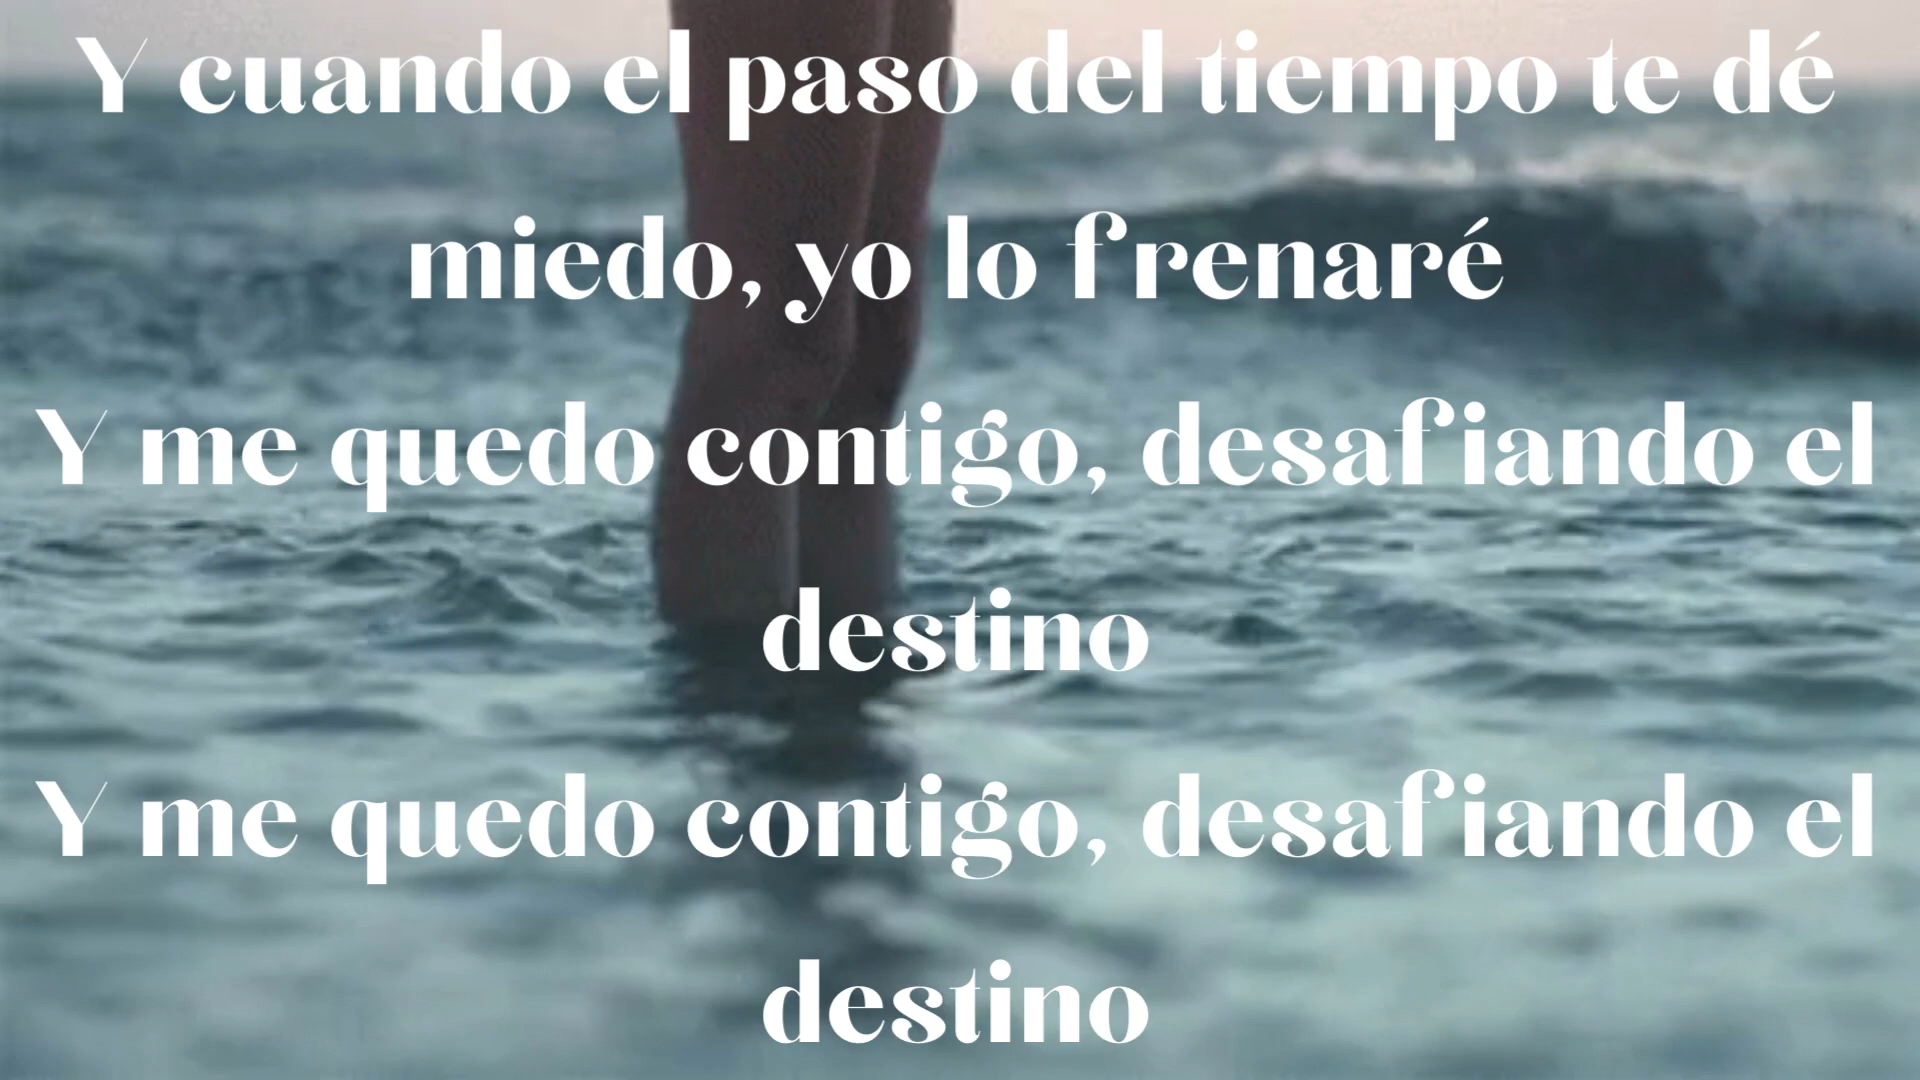 Y cuando el paso del tiempo te dé
miedo, yo lo frenaré
Y me quedo contigo, desafiando el
destino
Y me quedo contigo, desafiando el
destino